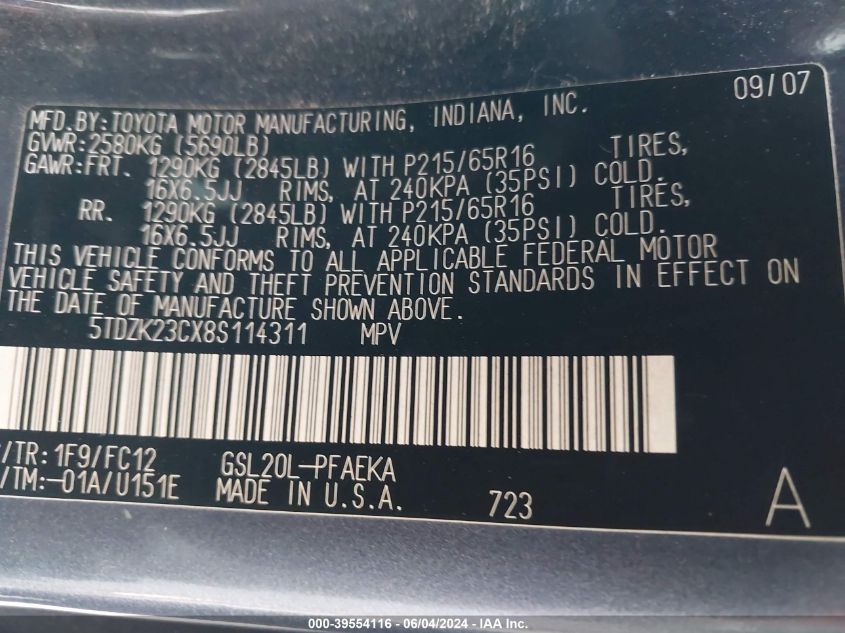 09/07
MFD.BY:TOYOTA MOTOR MANUFACTURING, INDIANA, INC.
GVWR:2580KG (5690LB)
GAWR:FRT. 1290KG (2845LB) WITH P215/65R16 TIRES,
16X6.5JJ RIMS, AT 240KPA (35PSI) COLD.
RR. 1290KG (2845LB) WITH P215/65R16 TIRES,
16X6.5JJ RIMS, AT 240KPA (35PSI) COLD.
THIS VEHICLE CONFORMS TO ALL APPLICABLE FEDERAL MOTOR
VEHICLE SAFETY AND THEFT PREVENTION STANDARDS IN EFFECT ON
THE DATE OF MANUFACTURE SHOWN ABOVE.
5TDZK23CX8S114311 MPV
/TR:1F9/FC12 GSL20L-PFAEKA
/TM:-01A/U151E MADE IN U.S.A. 723 A
000-39554116 - 06/04/2024 - IAA Inc.